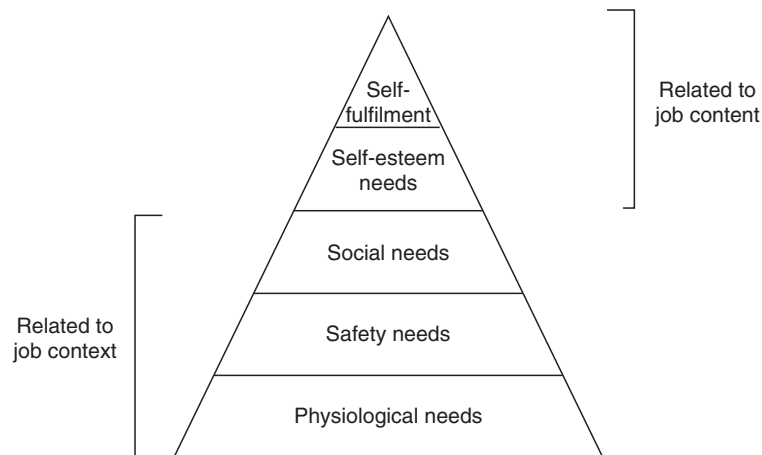 Self-
fulfilment
Self-esteem
needs
Social needs
Safety needs
Physiological needs
Related to
job content
Related to
job context